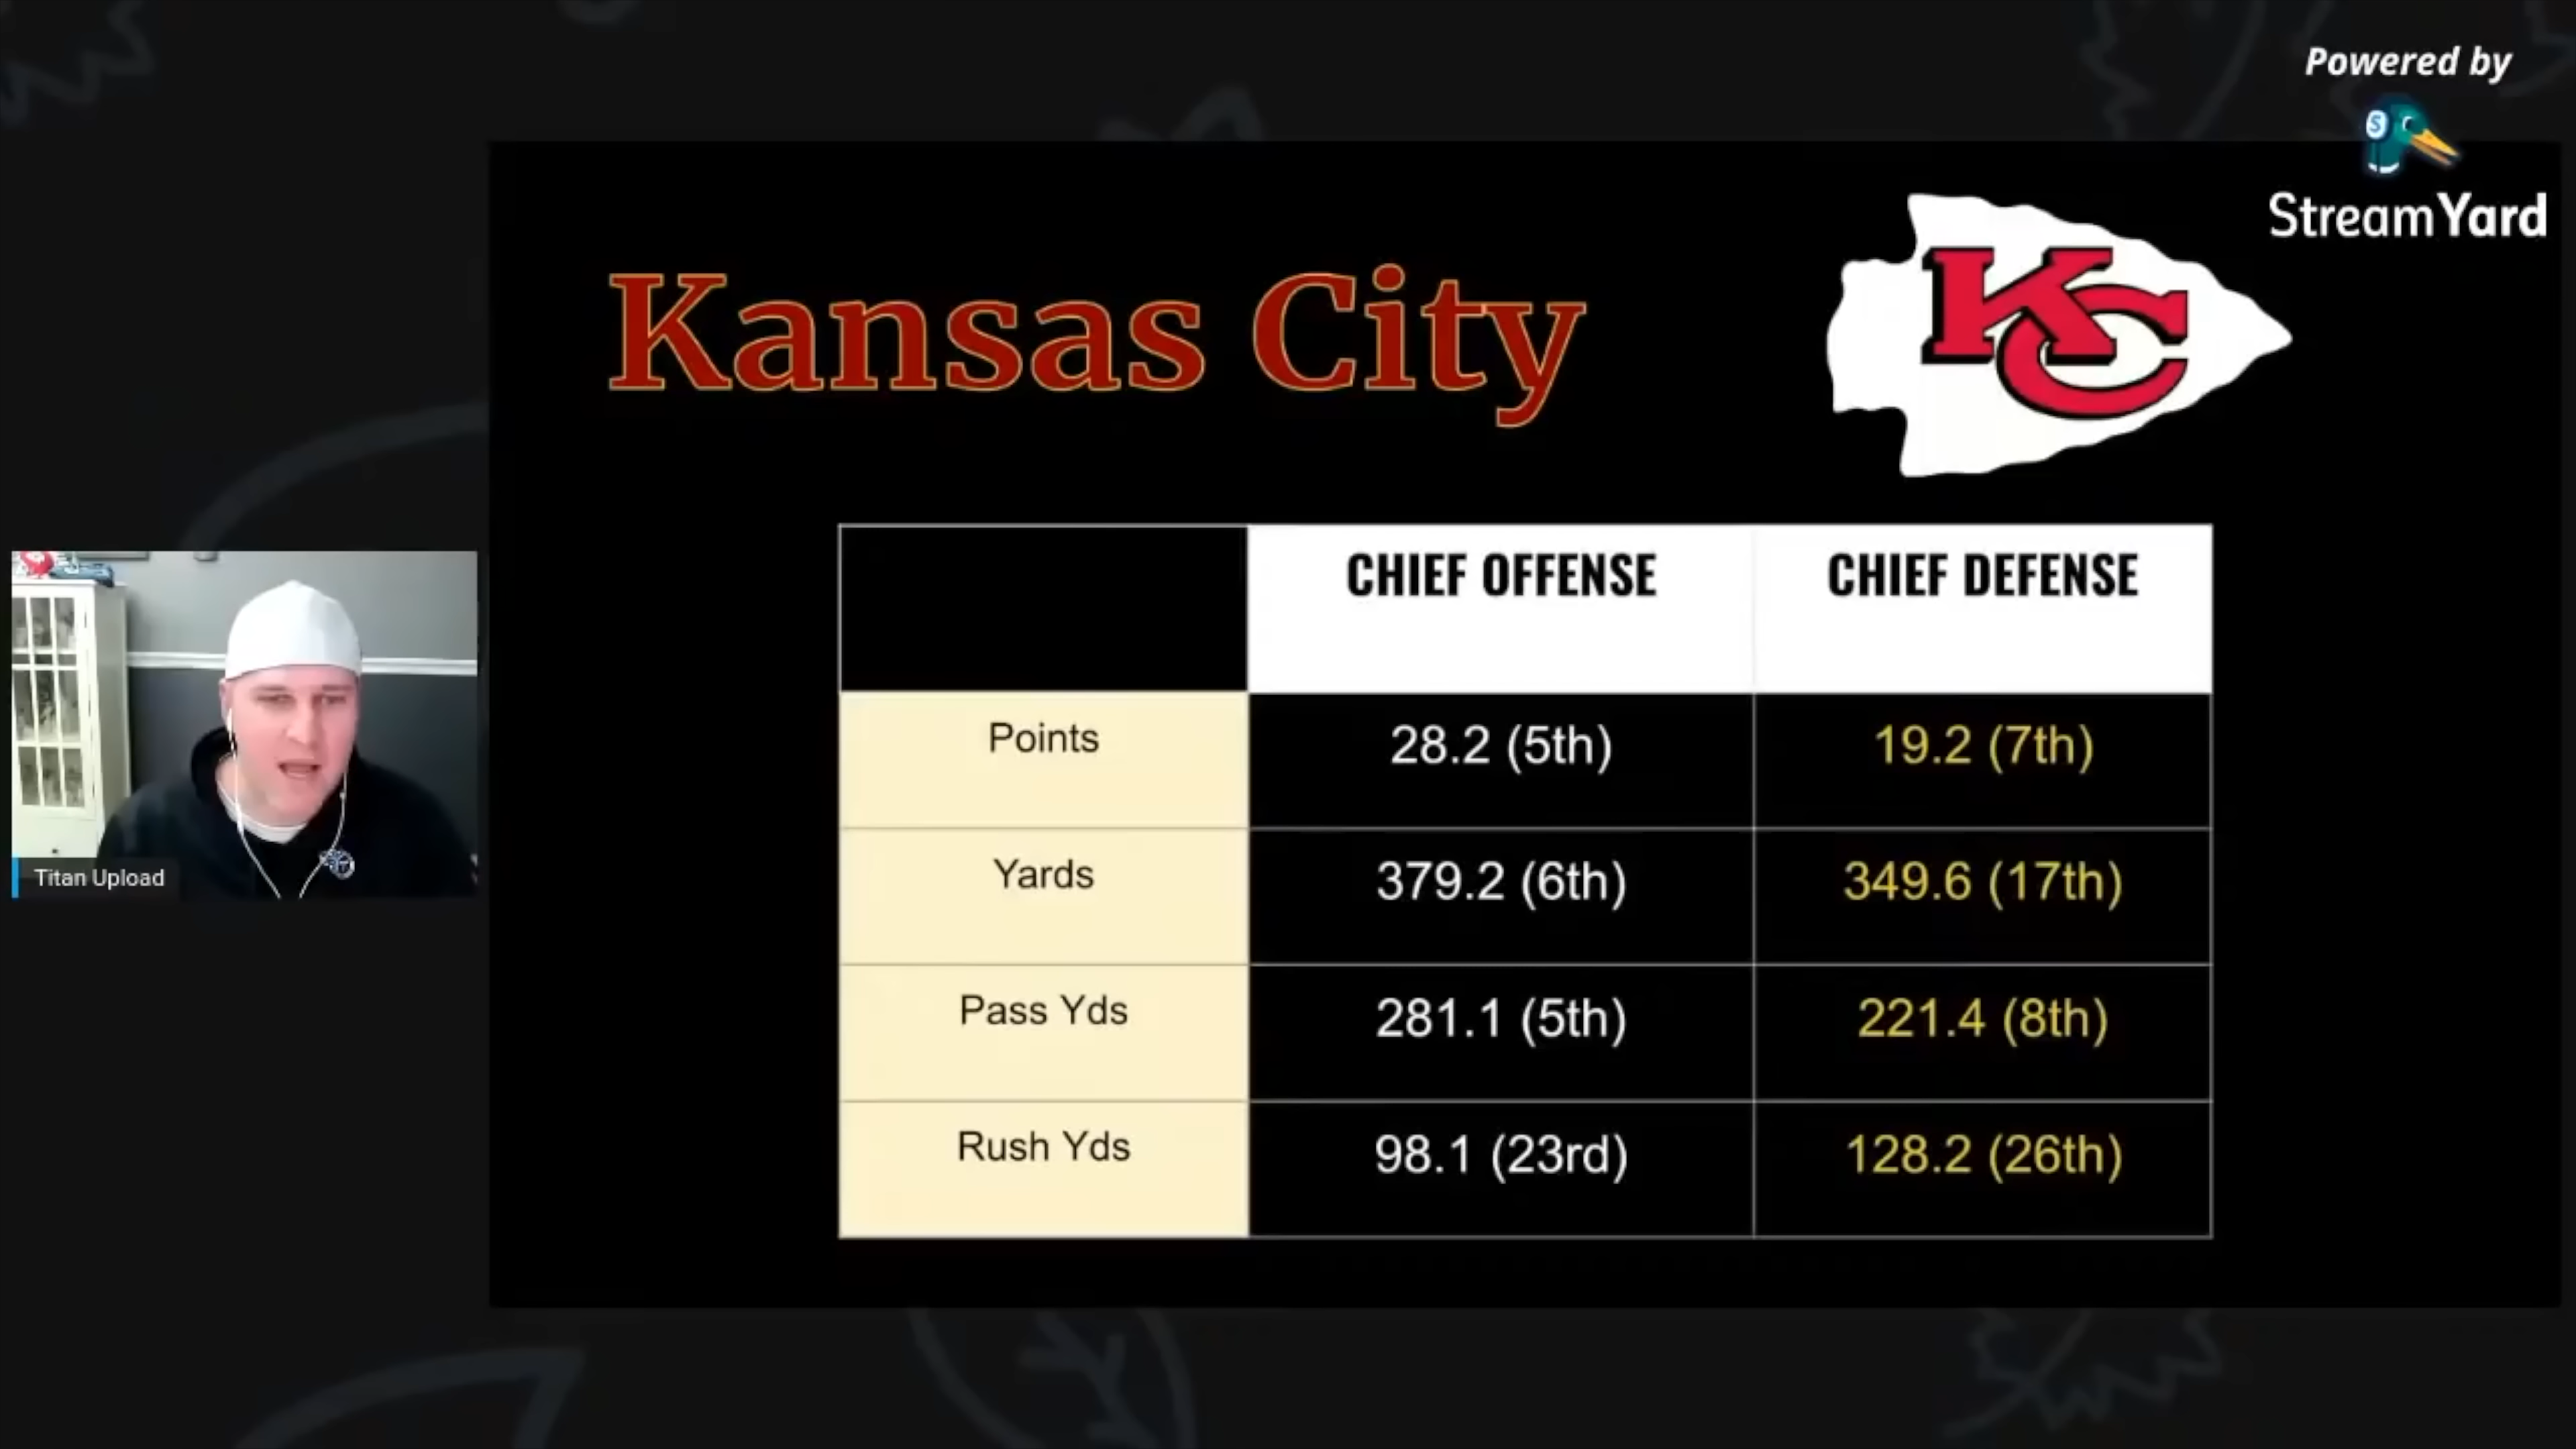 Powered by
S
StreamYard
Kansas City
KC
CHIEF OFFENSE CHIEF DEFENSE
Points 28.2 (5th) 19.2 (7th)
Yards 379.2 (6th) 349.6 (17th)
Pass Yds 281.1 (5th) 221.4 (8th)
Rush Yds 98.1 (23rd) 128.2 (26th)
Titan Upload